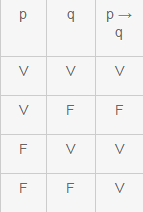 p q p →
q
V V V
V F F
F V V
F F V